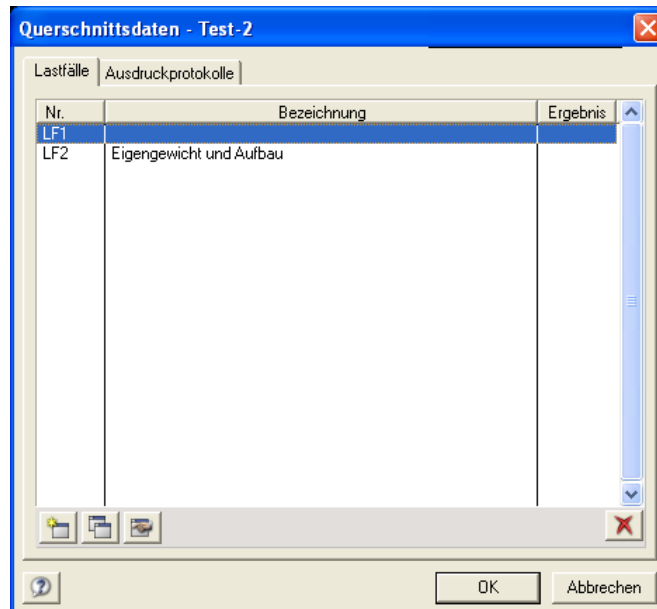 Querschnittsdaten - Test-2
Lastfälle Ausdruckprotokolle
Nr. Bezeichnung Ergebnis
LF1
LF2 Eigengewicht und Aufbau
OK Abbrechen